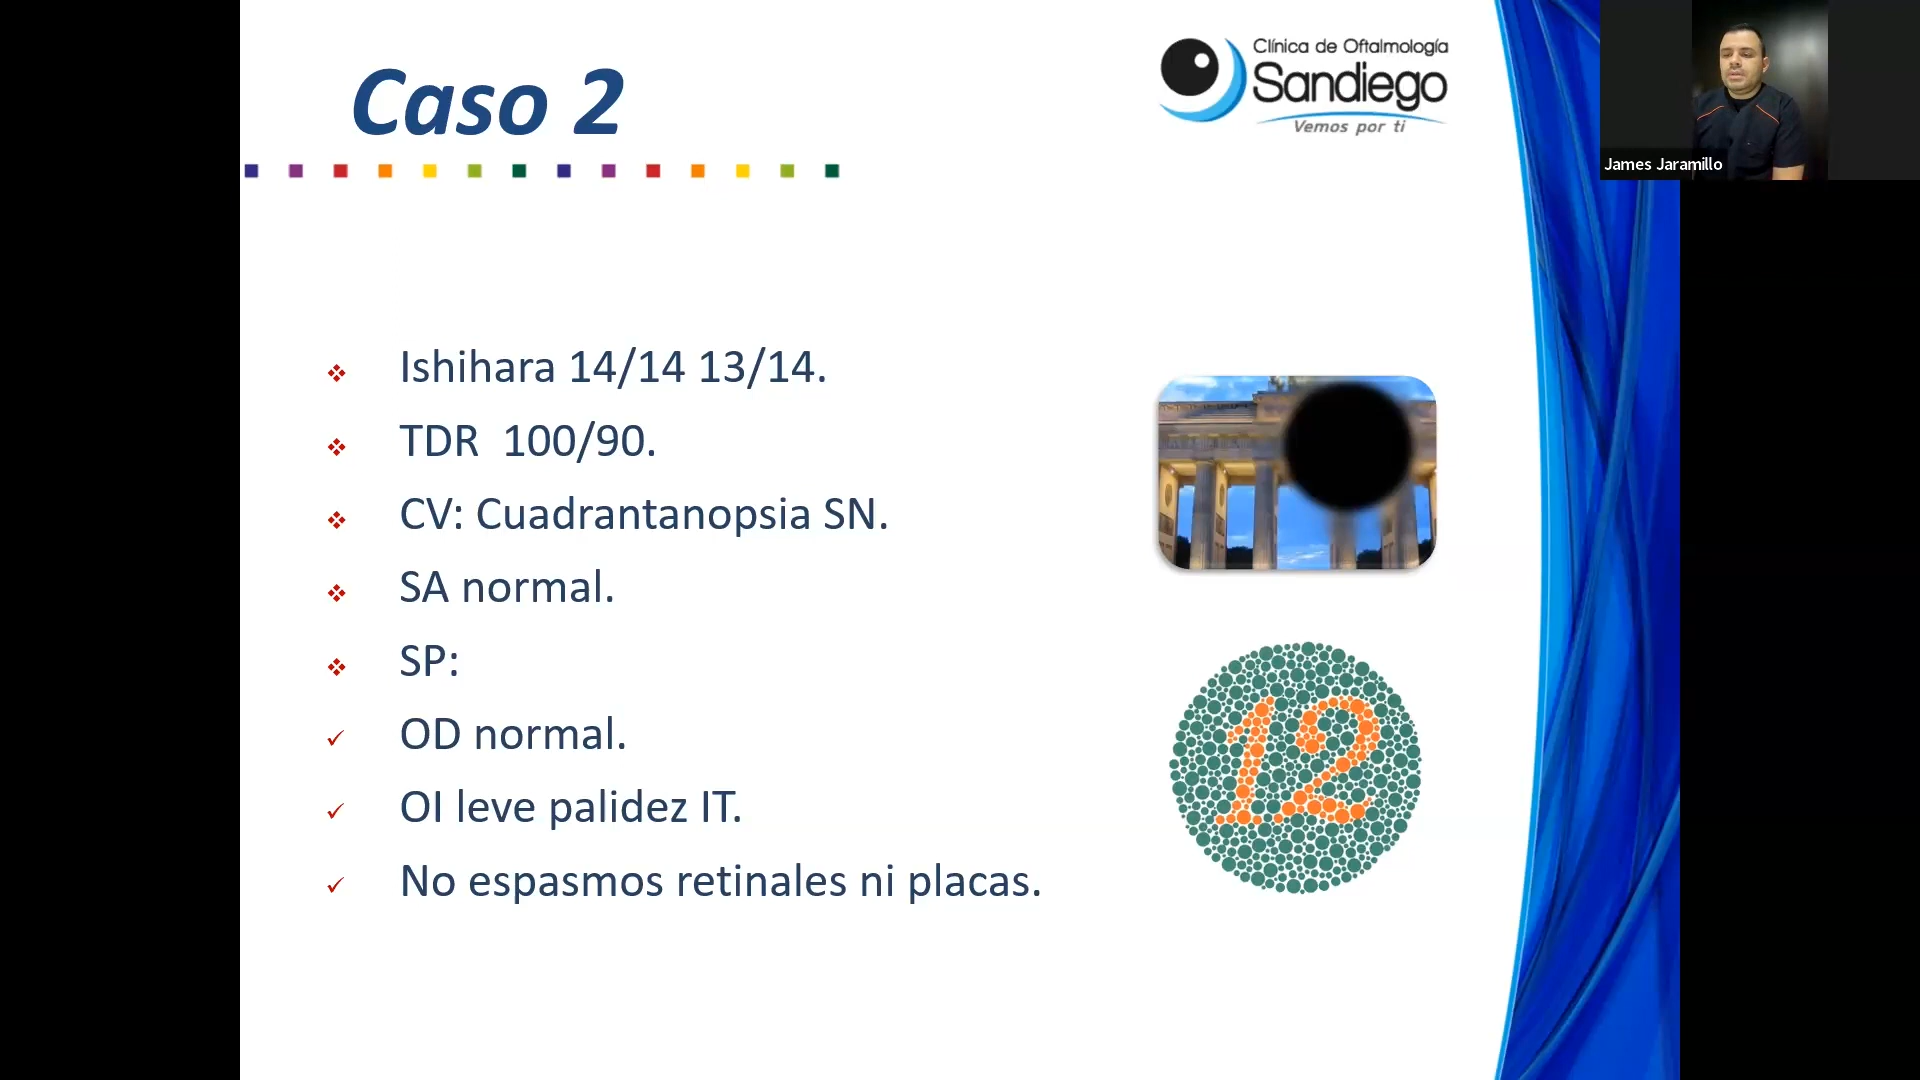 Caso 2
Clínica de Oftalmología
Sandiego
Vemos por ti
James Jaramillo
Ishihara 14/14 13/14.
TDR 100/90.
CV: Cuadrantanopsia SN.
SA normal.
SP:
OD normal.
OI leve palidez IT.
No espasmos retinales ni placas.
12